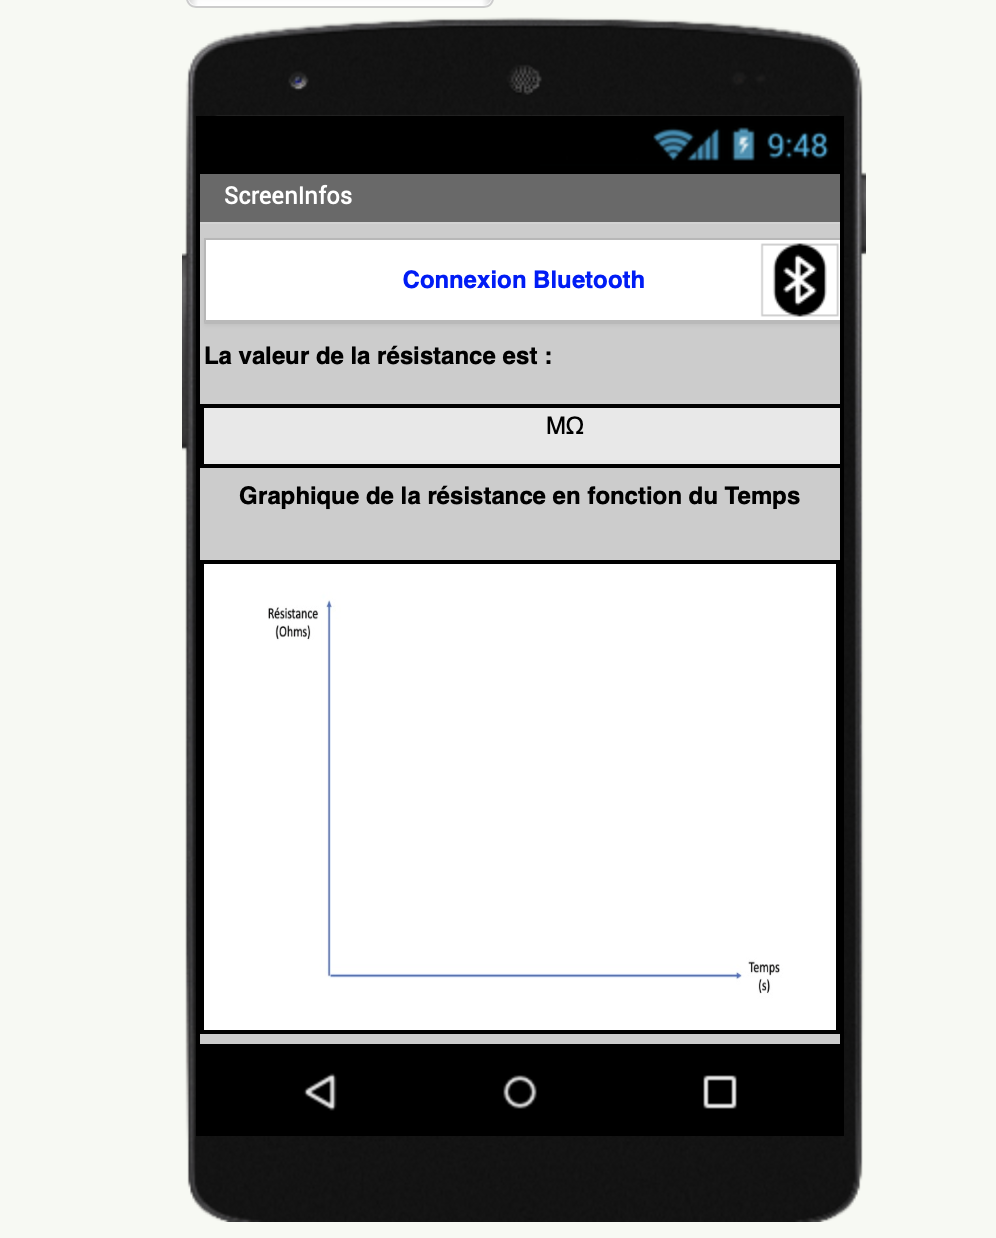 9:48
ScreenInfos
Connexion Bluetooth
La valeur de la résistance est :
MΩ
Graphique de la résistance en fonction du Temps
Résistance
(Ohms)
Temps
(s)